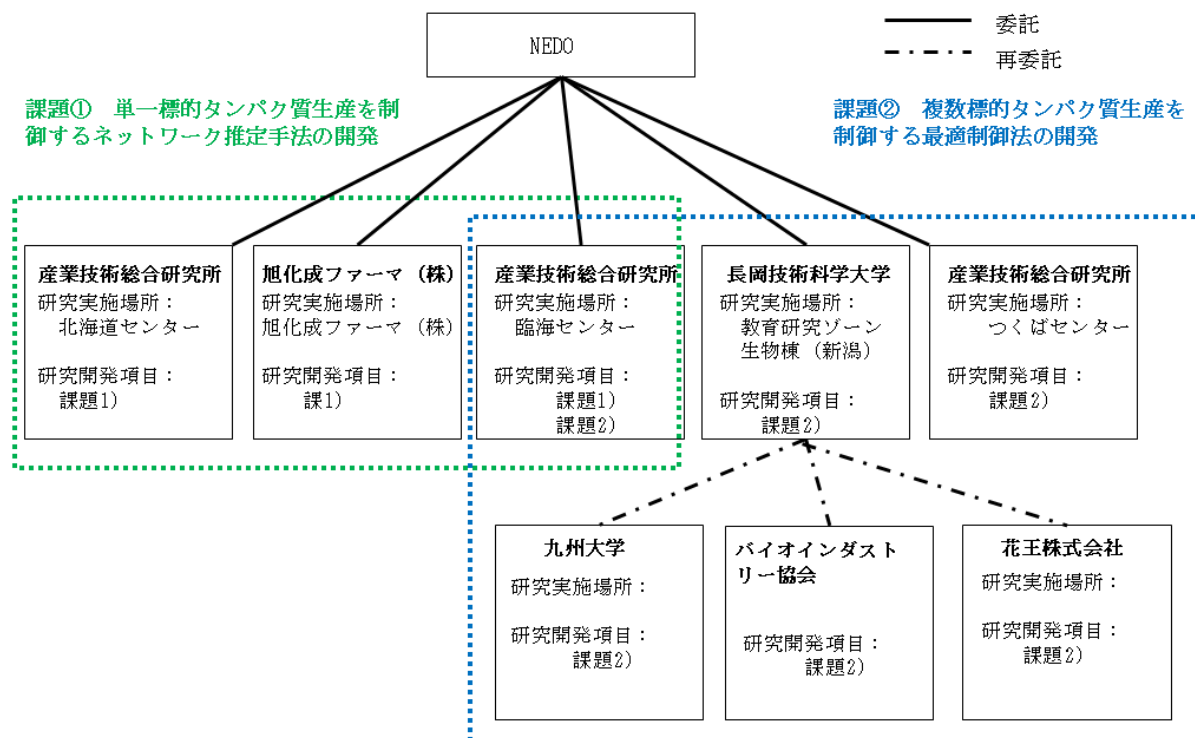 NEDO
委託
再委託
課題① 単一標的タンパク質生産を制
御するネットワーク推定手法の開発
課題② 複数標的タンパク質生産を
制御する最適制御法の開発
産業技術総合研究所
研究実施場所：
北海道センター
研究開発項目：
課題1)
旭化成ファーマ（株）
研究実施場所：
旭化成ファーマ（株）
研究開発項目：
課1)
産業技術総合研究所
研究実施場所：
臨海センター
研究開発項目：
課題1)
課題2)
長岡技術科学大学
研究実施場所：
教育研究ゾーン
生物棟（新潟）
研究開発項目：
課題2)
産業技術総合研究所
研究実施場所：
つくばセンター
研究開発項目：
課題2)
九州大学
研究実施場所：
研究開発項目：
課題2)
バイオインダスト
リー協会
研究開発項目：
課題2)
花王株式会社
研究実施場所：
研究開発項目：
課題2)